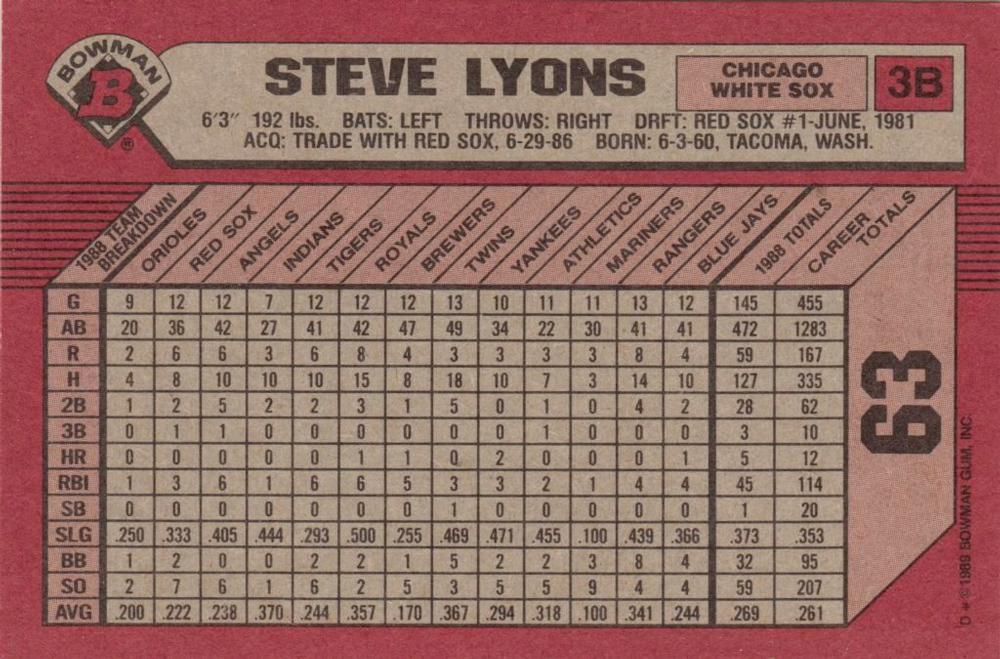 BOWMAN
B
®
STEVE LYONS
CHICAGO
WHITE SOX
3B
6'3" 192 lbs. BATS: LEFT THROWS: RIGHT DRFT: RED SOX #1-JUNE, 1981
ACQ: TRADE WITH RED SOX, 6-29-86 BORN: 6-3-60, TACOMA, WASH.
1988 TEAM BREAKDOWN ORIOLES RED SOX ANGELS INDIANS TIGERS ROYALS BREWERS TWINS YANKEES ATHLETICS MARINERS RANGERS BLUE JAYS 1988 TOTALS CAREER TOTALS
G 9 12 12 7 12 12 12 13 10 11 11 13 12 145 455
AB 20 36 42 27 41 42 47 49 34 22 30 41 41 472 1283
R 2 6 6 3 6 8 4 3 3 3 3 8 4 59 167
H 4 8 10 10 10 15 8 18 10 7 3 14 10 127 335
2B 1 2 5 2 2 3 1 5 0 1 0 4 2 28 62
3B 0 1 1 0 0 0 0 0 0 1 0 0 0 3 10
HR 0 0 0 0 0 1 1 0 2 0 0 0 1 5 12
RBI 1 3 6 1 6 6 5 3 3 2 1 4 4 45 114
SB 0 0 0 0 0 0 0 1 0 0 0 0 0 1 20
SLG .250 .333 .405 .444 .293 .500 .255 .469 .471 .455 .100 .439 .366 .373 .353
BB 1 2 0 0 2 2 1 5 2 2 3 8 4 32 95
SO 2 7 6 1 6 2 5 3 5 5 9 4 4 59 207
AVG .200 .222 .238 .370 .244 .357 .170 .367 .294 .318 .100 .341 .244 .269 .261
63
D * © 1989 BOWMAN GUM, INC.